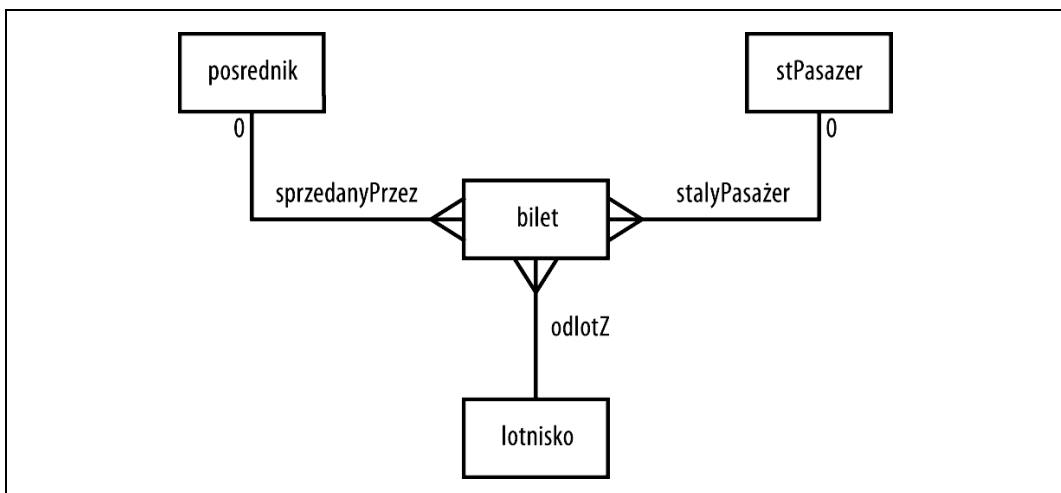 posrednik
stPasazer
0
0
sprzedanyPrzez
stalyPasażer
bilet
odlotZ
lotnisko